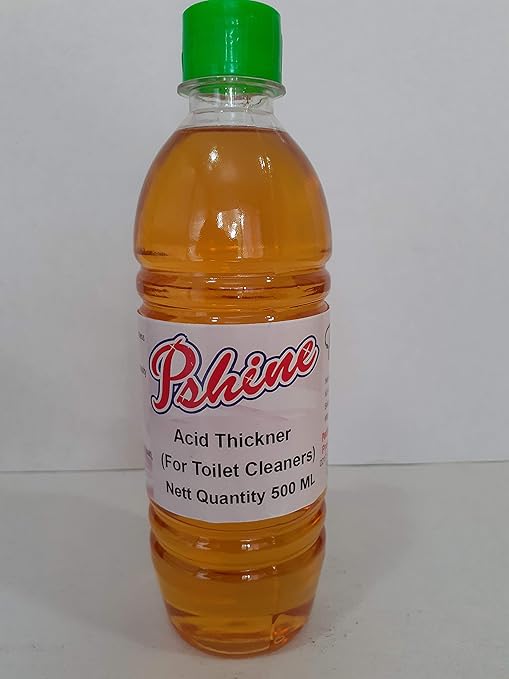 Pshine
Acid Thickner
(For Toilet Cleaners)
Nett Quantity 500 ML